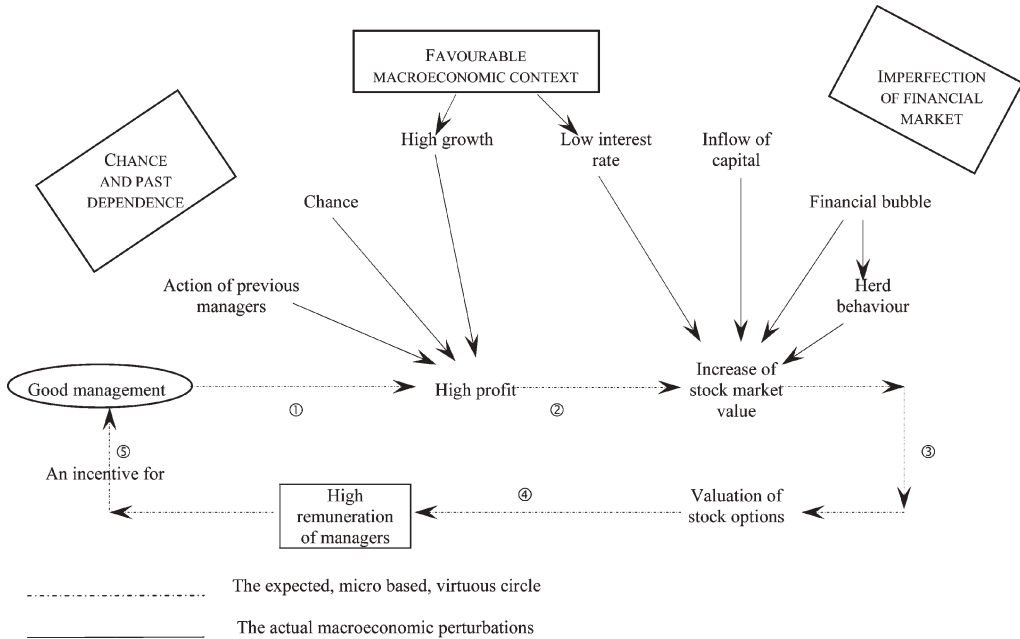 FAVOURABLE
MACROECONOMIC CONTEXT
IMPERFECTION
OF FINANCIAL
MARKET
CHANCE
AND PAST
DEPENDENCE
High growth
Low interest
rate
Inflow of
capital
Chance
Financial bubble
Action of previous
managers
Herd
behaviour
Good management
①
High profit
②
Increase of
stock market
value
③
⑤
An incentive for
High
remuneration
of managers
④
Valuation of
stock options
The expected, micro based, virtuous circle
The actual macroeconomic perturbations